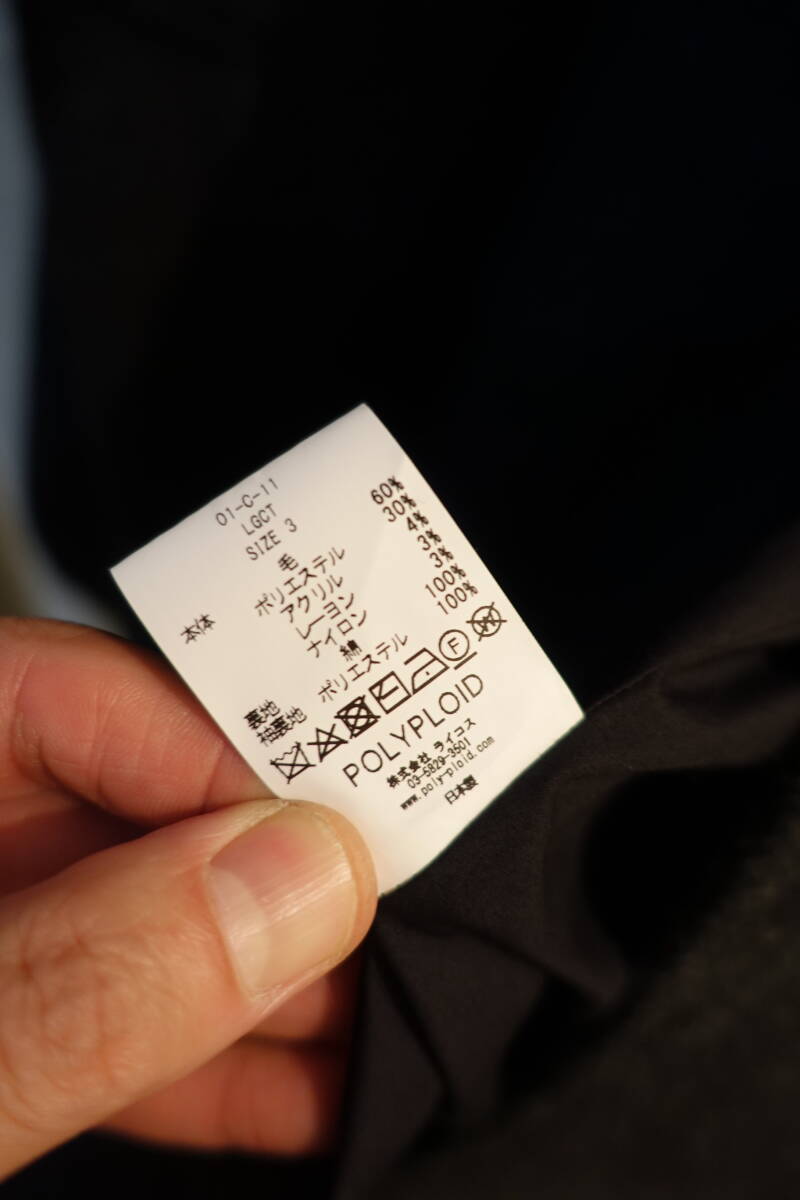 01-C-11
LGCT
SIZE 3
本体 毛 60%
ポリエステル 30%
アクリル 4%
レーヨン 3%
ナイロン 3%
裏地 綿 100%
袖裏地 ポリエステル 100%
F W
POLYPLOID
株式会社 ライコス
03-5829-3501
www.poly-ploid.com
日本製